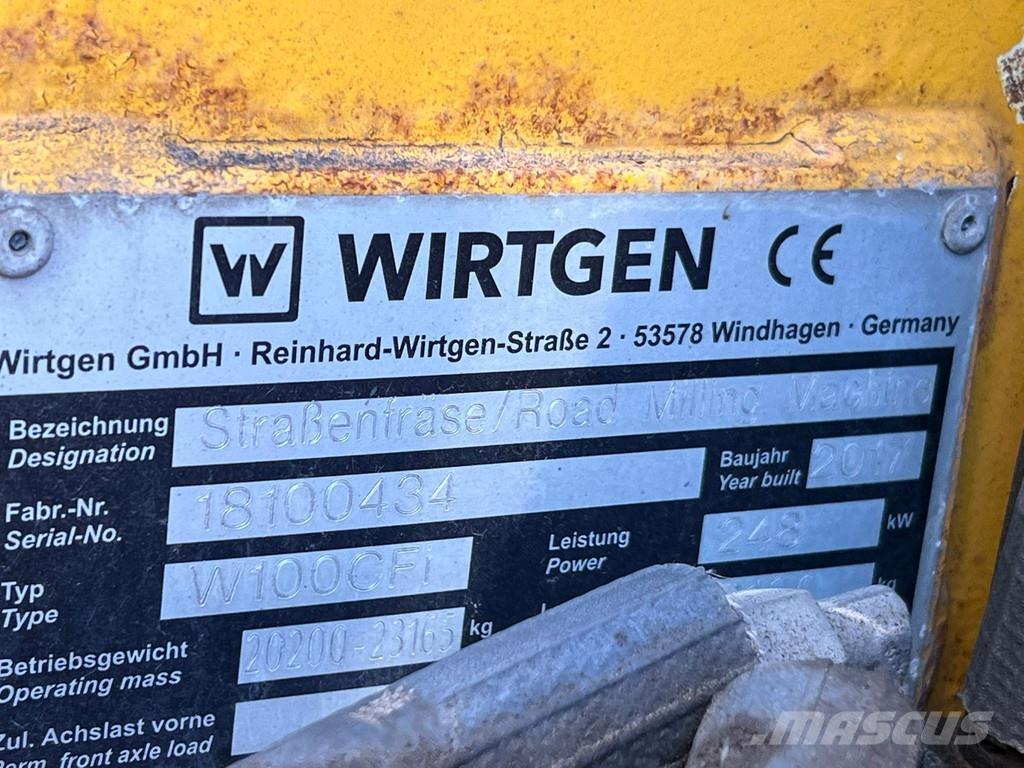 W WIRTGEN CE
Wirtgen GmbH · Reinhard-Wirtgen-Straße 2 · 53578 Windhagen · Germany
Bezeichnung
Designation
Straßenfräse/Road Milling Machine
Fabr.-Nr.
Serial-No.
18100434
Baujahr
Year built
2017
Typ
Type
W100CFi
Leistung
Power
248 kW
Betriebsgewicht
Operating mass
20200-23165 kg
kg
Zul. Achslast vorne
Perm. front axle load
MASCUS